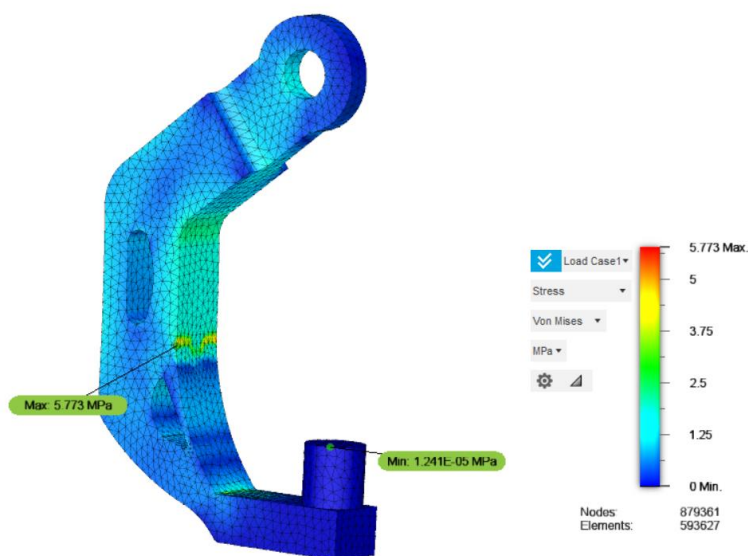 5.773 Max.
Load Case1
5
Stress
Von Mises
3.75
MPa
2.5
Max: 5.773 MPa
1.25
Min: 1.241E-05 MPa
0 Min.
Nodes: 879361
Elements: 593627